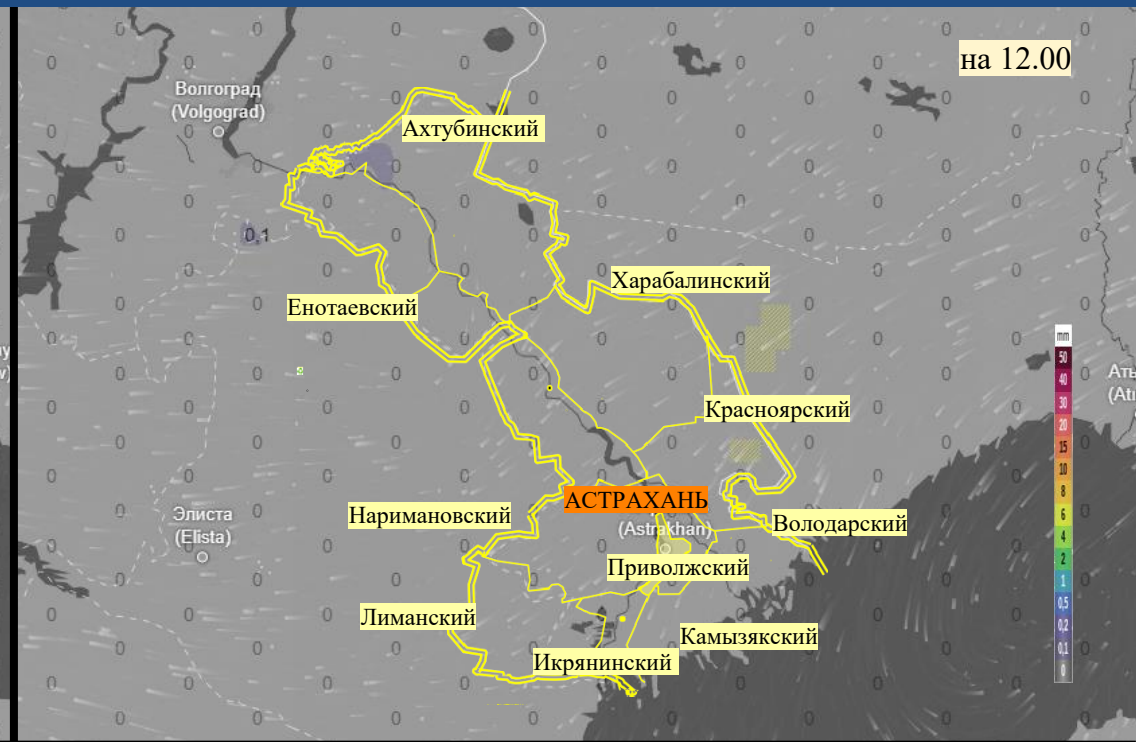 на 12.00
Волгоград
(Volgograd)
Ахтубинский
0,1
Харабалинский
Енотаевский
mm
50
40
30
20
15
10
8
6
4
2
1
0,5
0,2
0,1
0
Красноярский
АСТРАХАНЬ
(Astrakhan)
Элиста
(Elista)
Наримановский
Володарский
Приволжский
Лиманский
Камызякский
Икрянинский